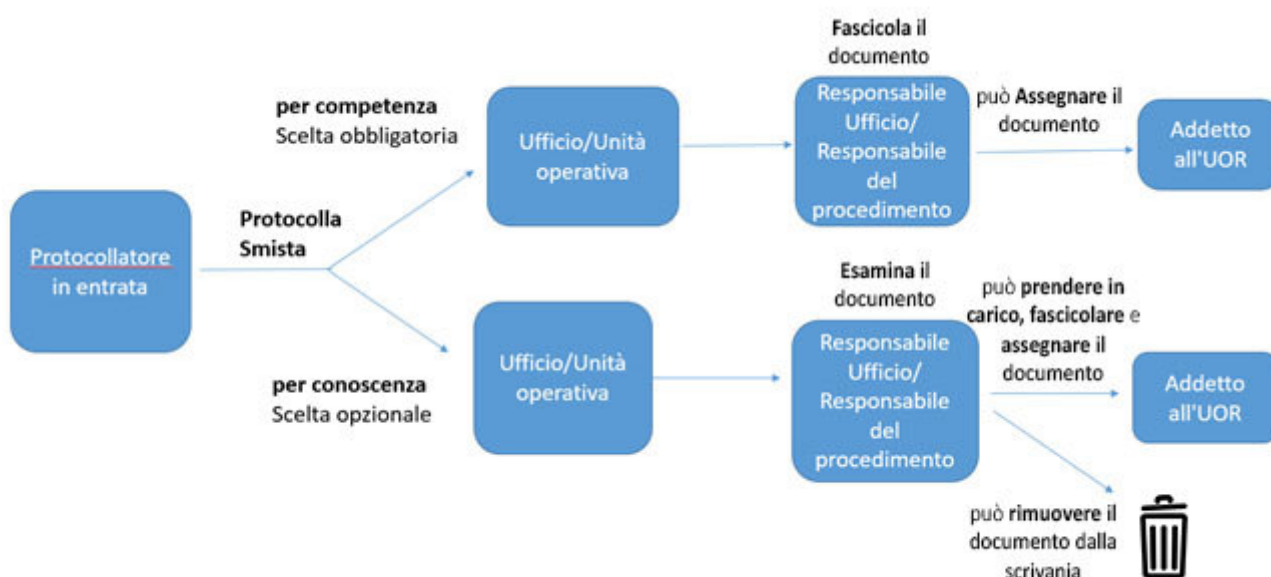 Protocollatore
in entrata
Protocolla
Smista
per competenza
Scelta obbligatoria
Ufficio/Unità
operativa
Fascicola il
documento
Responsabile
Ufficio/
Responsabile
del
procedimento
può Assegnare il
documento
Addetto
all'UOR
per conoscenza
Scelta opzionale
Ufficio/Unità
operativa
Esamina il
documento
Responsabile
Ufficio/
Responsabile
del
procedimento
può prendere in
carico, fascicolare e
assegnare il
documento
Addetto
all'UOR
può rimuovere il
documento dalla
scrivania